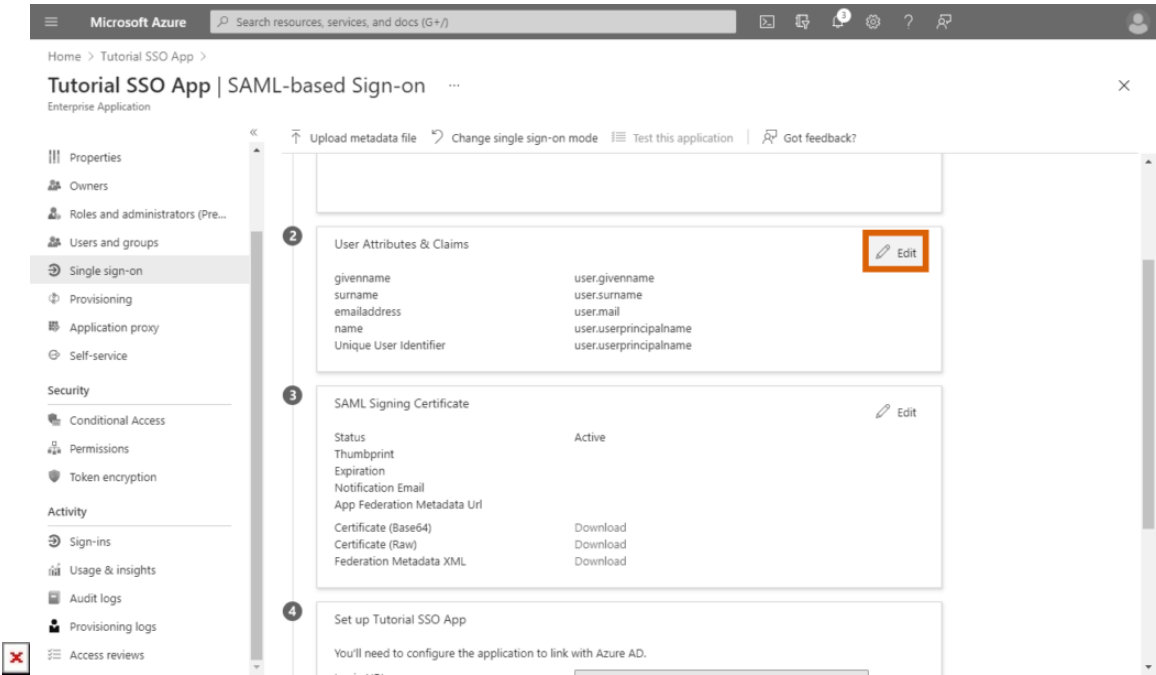 Microsoft Azure
Search resources, services, and docs (G+/)
3
Home > Tutorial SSO App >
Tutorial SSO App | SAML-based Sign-on ...
Enterprise Application
Upload metadata file
Change single sign-on mode
Test this application
Got feedback?
Properties
Owners
Roles and administrators (Pre...
Users and groups
Single sign-on
Provisioning
Application proxy
Self-service
Security
Conditional Access
Permissions
Token encryption
Activity
Sign-ins
Usage & insights
Audit logs
Provisioning logs
Access reviews
2
User Attributes & Claims
Edit
givenname user.givenname
surname user.surname
emailaddress user.mail
name user.userprincipalname
Unique User Identifier user.userprincipalname
3
SAML Signing Certificate
Edit
Status Active
Thumbprint
Expiration
Notification Email
App Federation Metadata Url
Certificate (Base64) Download
Certificate (Raw) Download
Federation Metadata XML Download
4
Set up Tutorial SSO App
You'll need to configure the application to link with Azure AD.